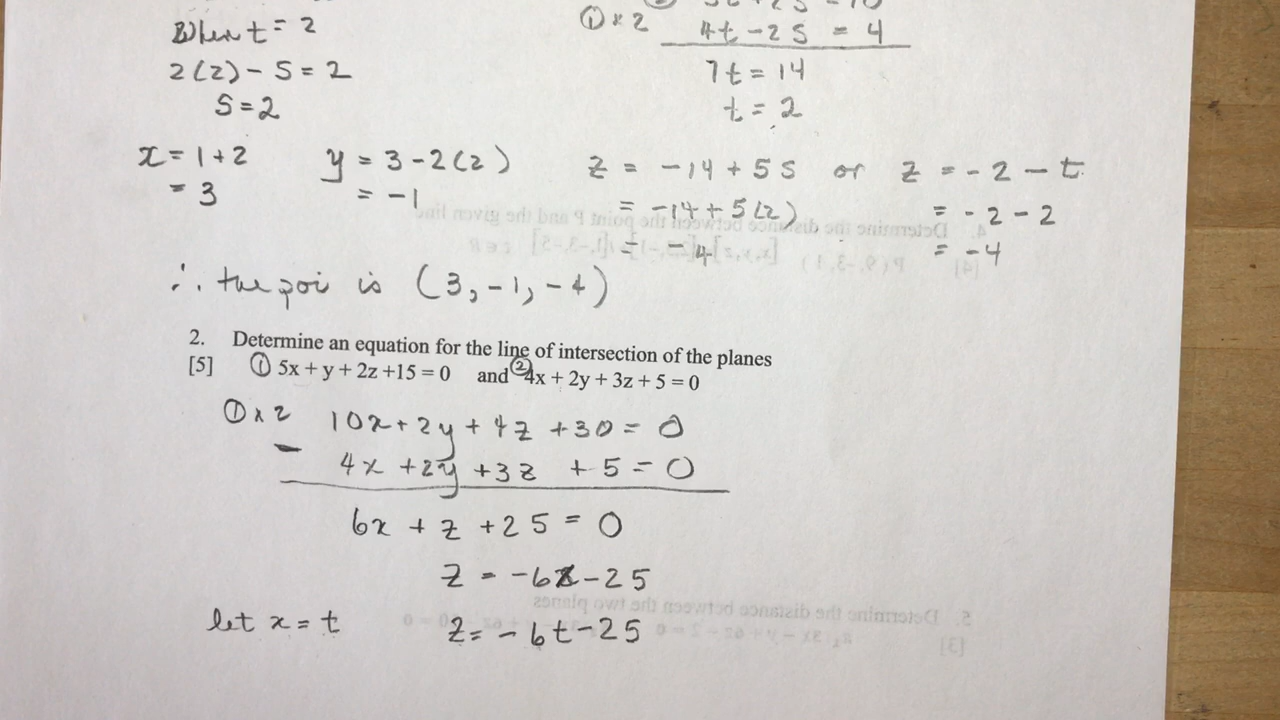 When t = 2
① x 2
4t - 2s = 4
2(2) - s = 2
7t = 14
s = 2
t = 2
x = 1 + 2
y = 3 - 2(2)
z = -14 + 5s or z = -2 - t
= 3
= -1
= -14 + 5(2)
= -2 - 2
= -4
= -4
∴ the poi is (3, -1, -4)
2. Determine an equation for the line of intersection of the planes
[5] ① 5x + y + 2z +15 = 0 and ② 4x + 2y + 3z + 5 = 0
① x 2 10x + 2y + 4z + 30 = 0
- 4x + 2y + 3z + 5 = 0
6x + z + 25 = 0
z = -6x - 25
let x = t z = -6t - 25